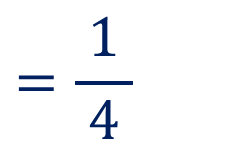 = 1/4